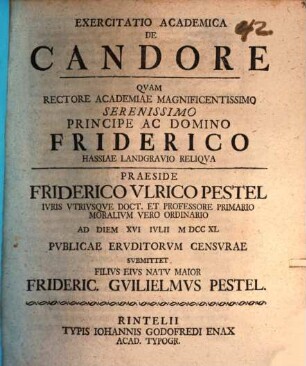 42.
EXERCITATIO ACADEMICA
DE
CANDORE
QVAM
RECTORE ACADEMIAE MAGNIFICENTISSIMO
SERENISSIMO
PRINCIPE AC DOMINO
FRIDERICO
HASSIAE LANDGRAVIO RELIQVA
PRAESIDE
FRIDERICO VLRICO PESTEL
IVRIS VTRIVSQVE DOCT. ET PROFESSORE PRIMARIO
MORALIVM VERO ORDINARIO
AD DIEM XVI IVLII M DCC XL
PVBLICAE ERVDITORVM CENSVRAE
SVBMITTET
FILIVS EIVS NATV MAIOR
FRIDERIC. GVILIELMVS PESTEL.
RINTELII
TYPIS IOHANNIS GODOFREDI ENAX
ACAD. TYPOGR.